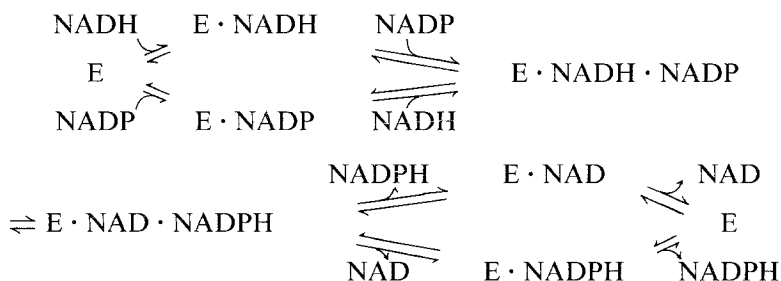 NADH E · NADH NADP
E E · NADH · NADP
NADP E · NADP NADH
NADPH E · NAD NAD
⇌ E · NAD · NADPH E
NAD E · NADPH NADPH